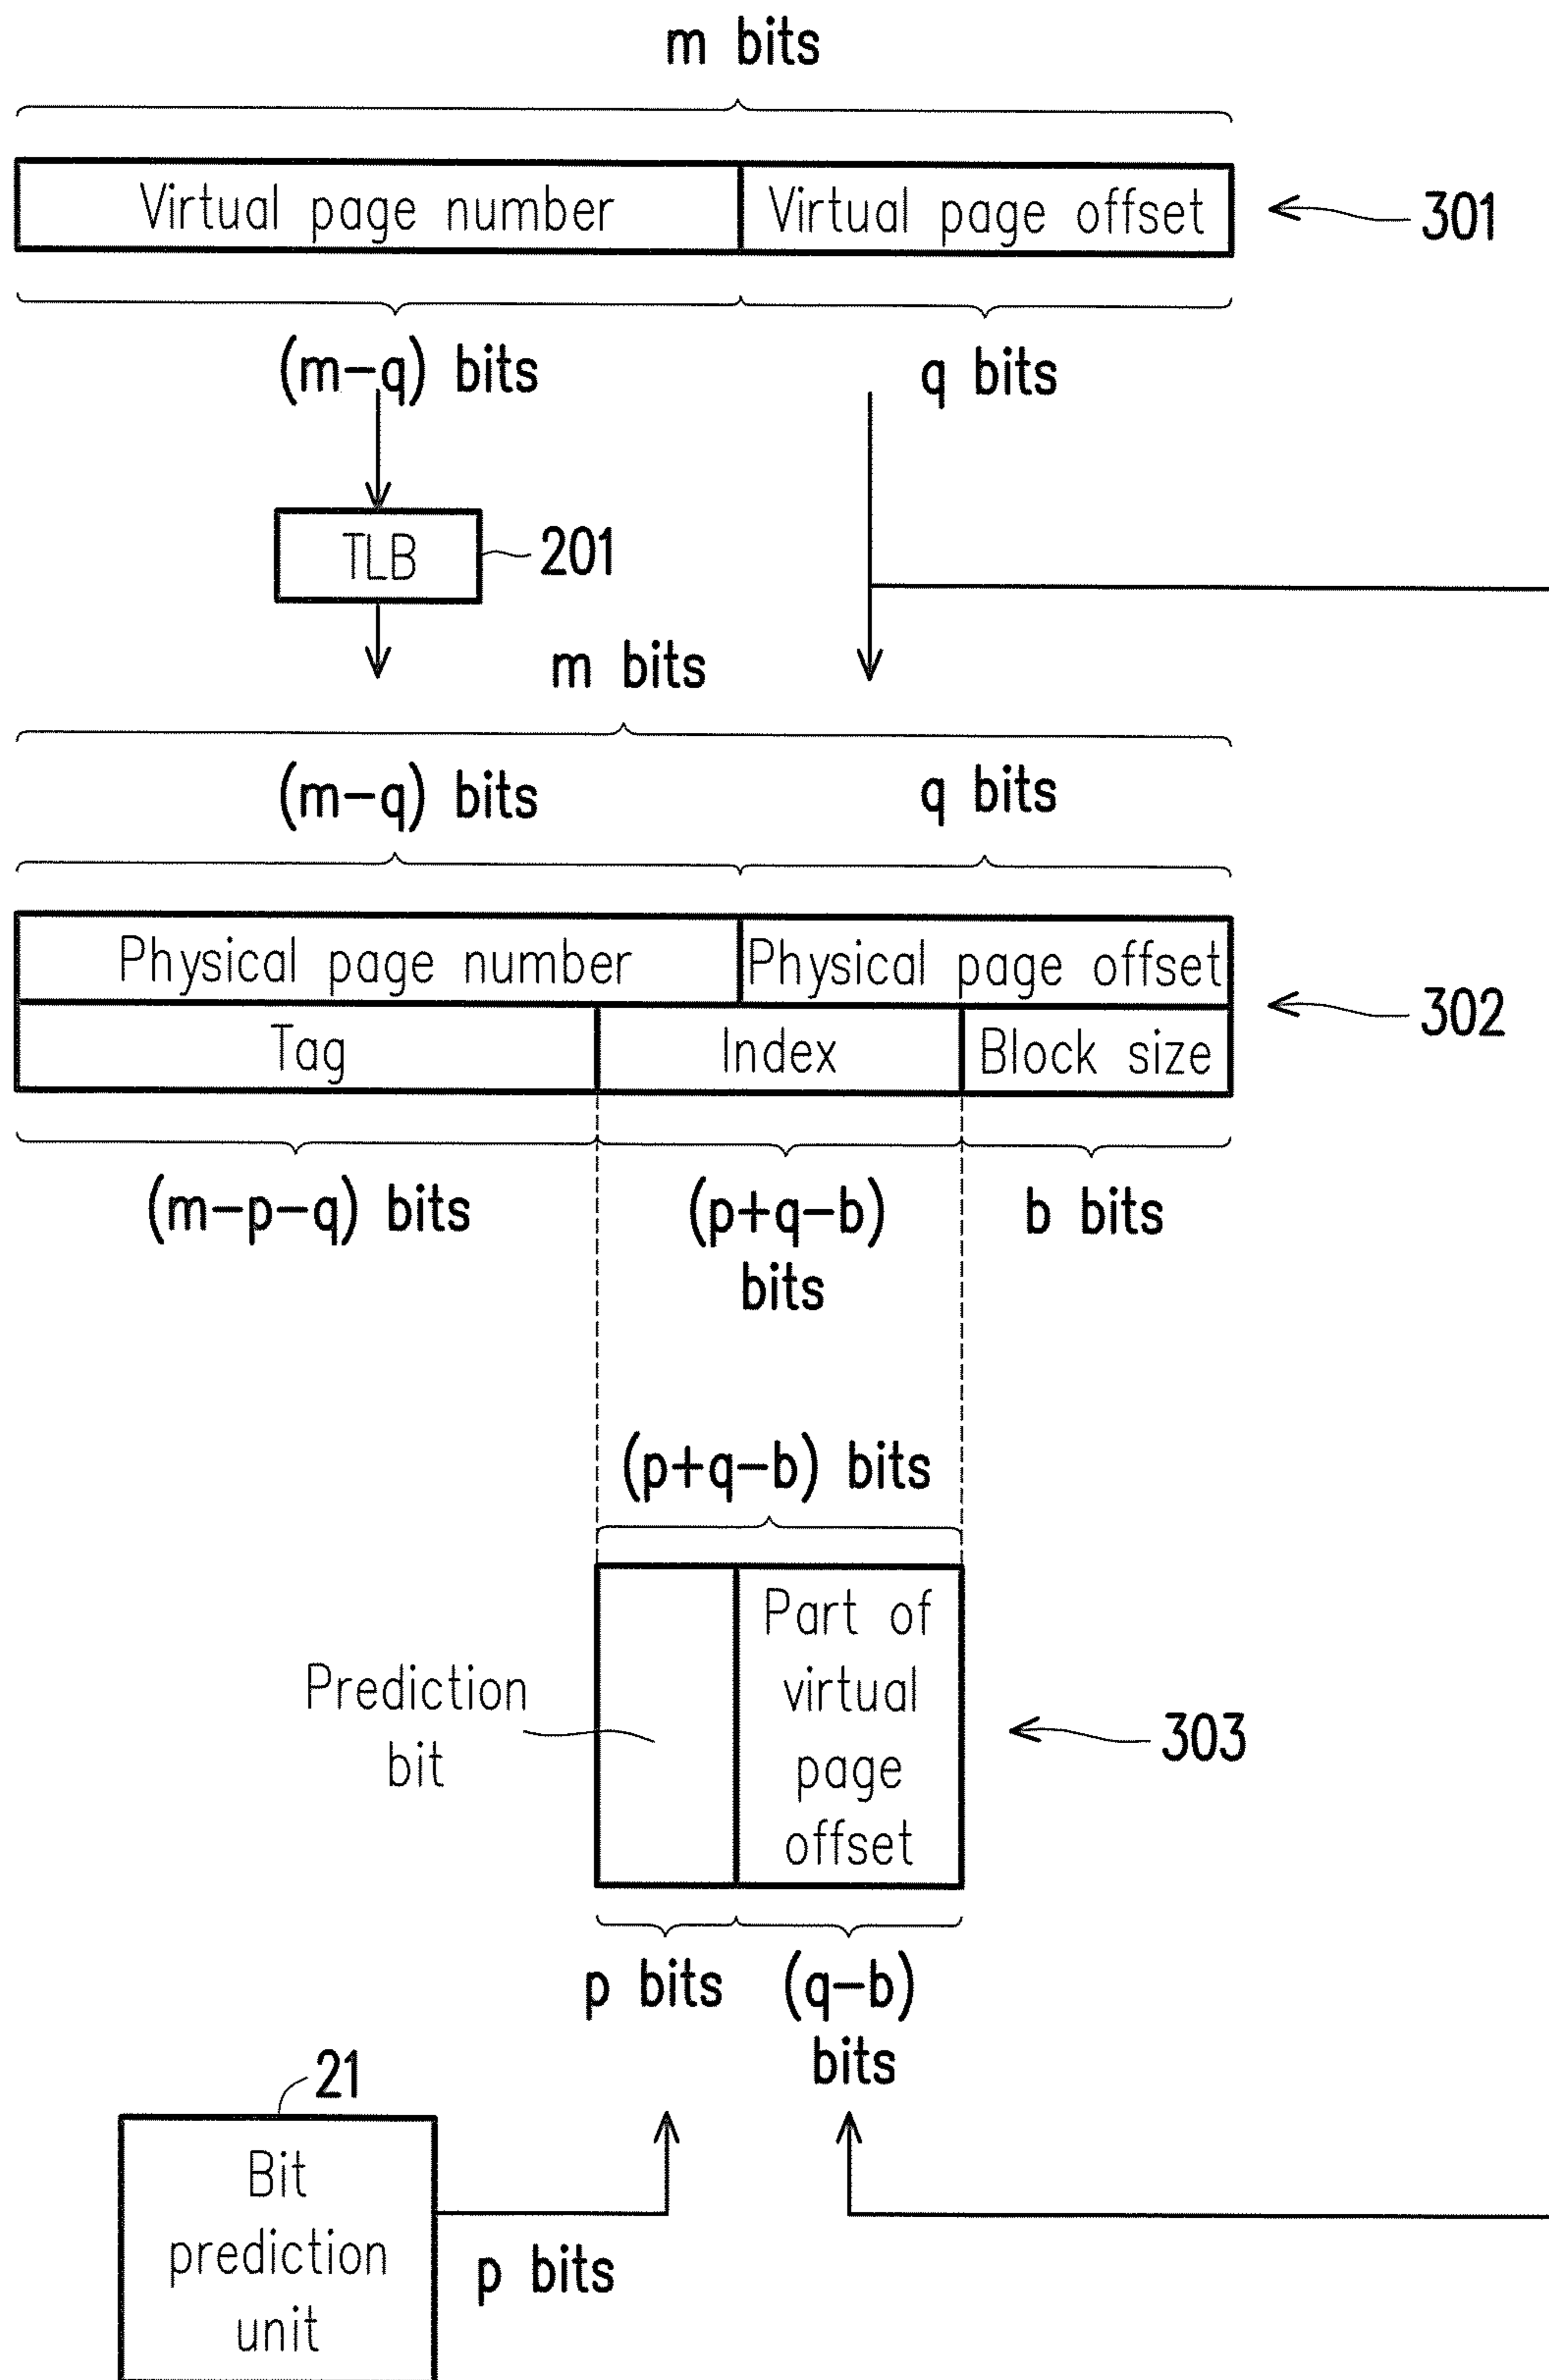 m bits
Virtual page number
Virtual page offset
301
(m-q) bits
q bits
TLB
201
m bits
(m-q) bits
q bits
Physical page number
Physical page offset
302
Tag
Index
Block size
(m-p-q) bits
(p+q-b)
bits
b bits
(p+q-b) bits
Prediction
bit
Part of
virtual
page
offset
303
p bits
(q-b)
bits
21
Bit
prediction
unit
p bits